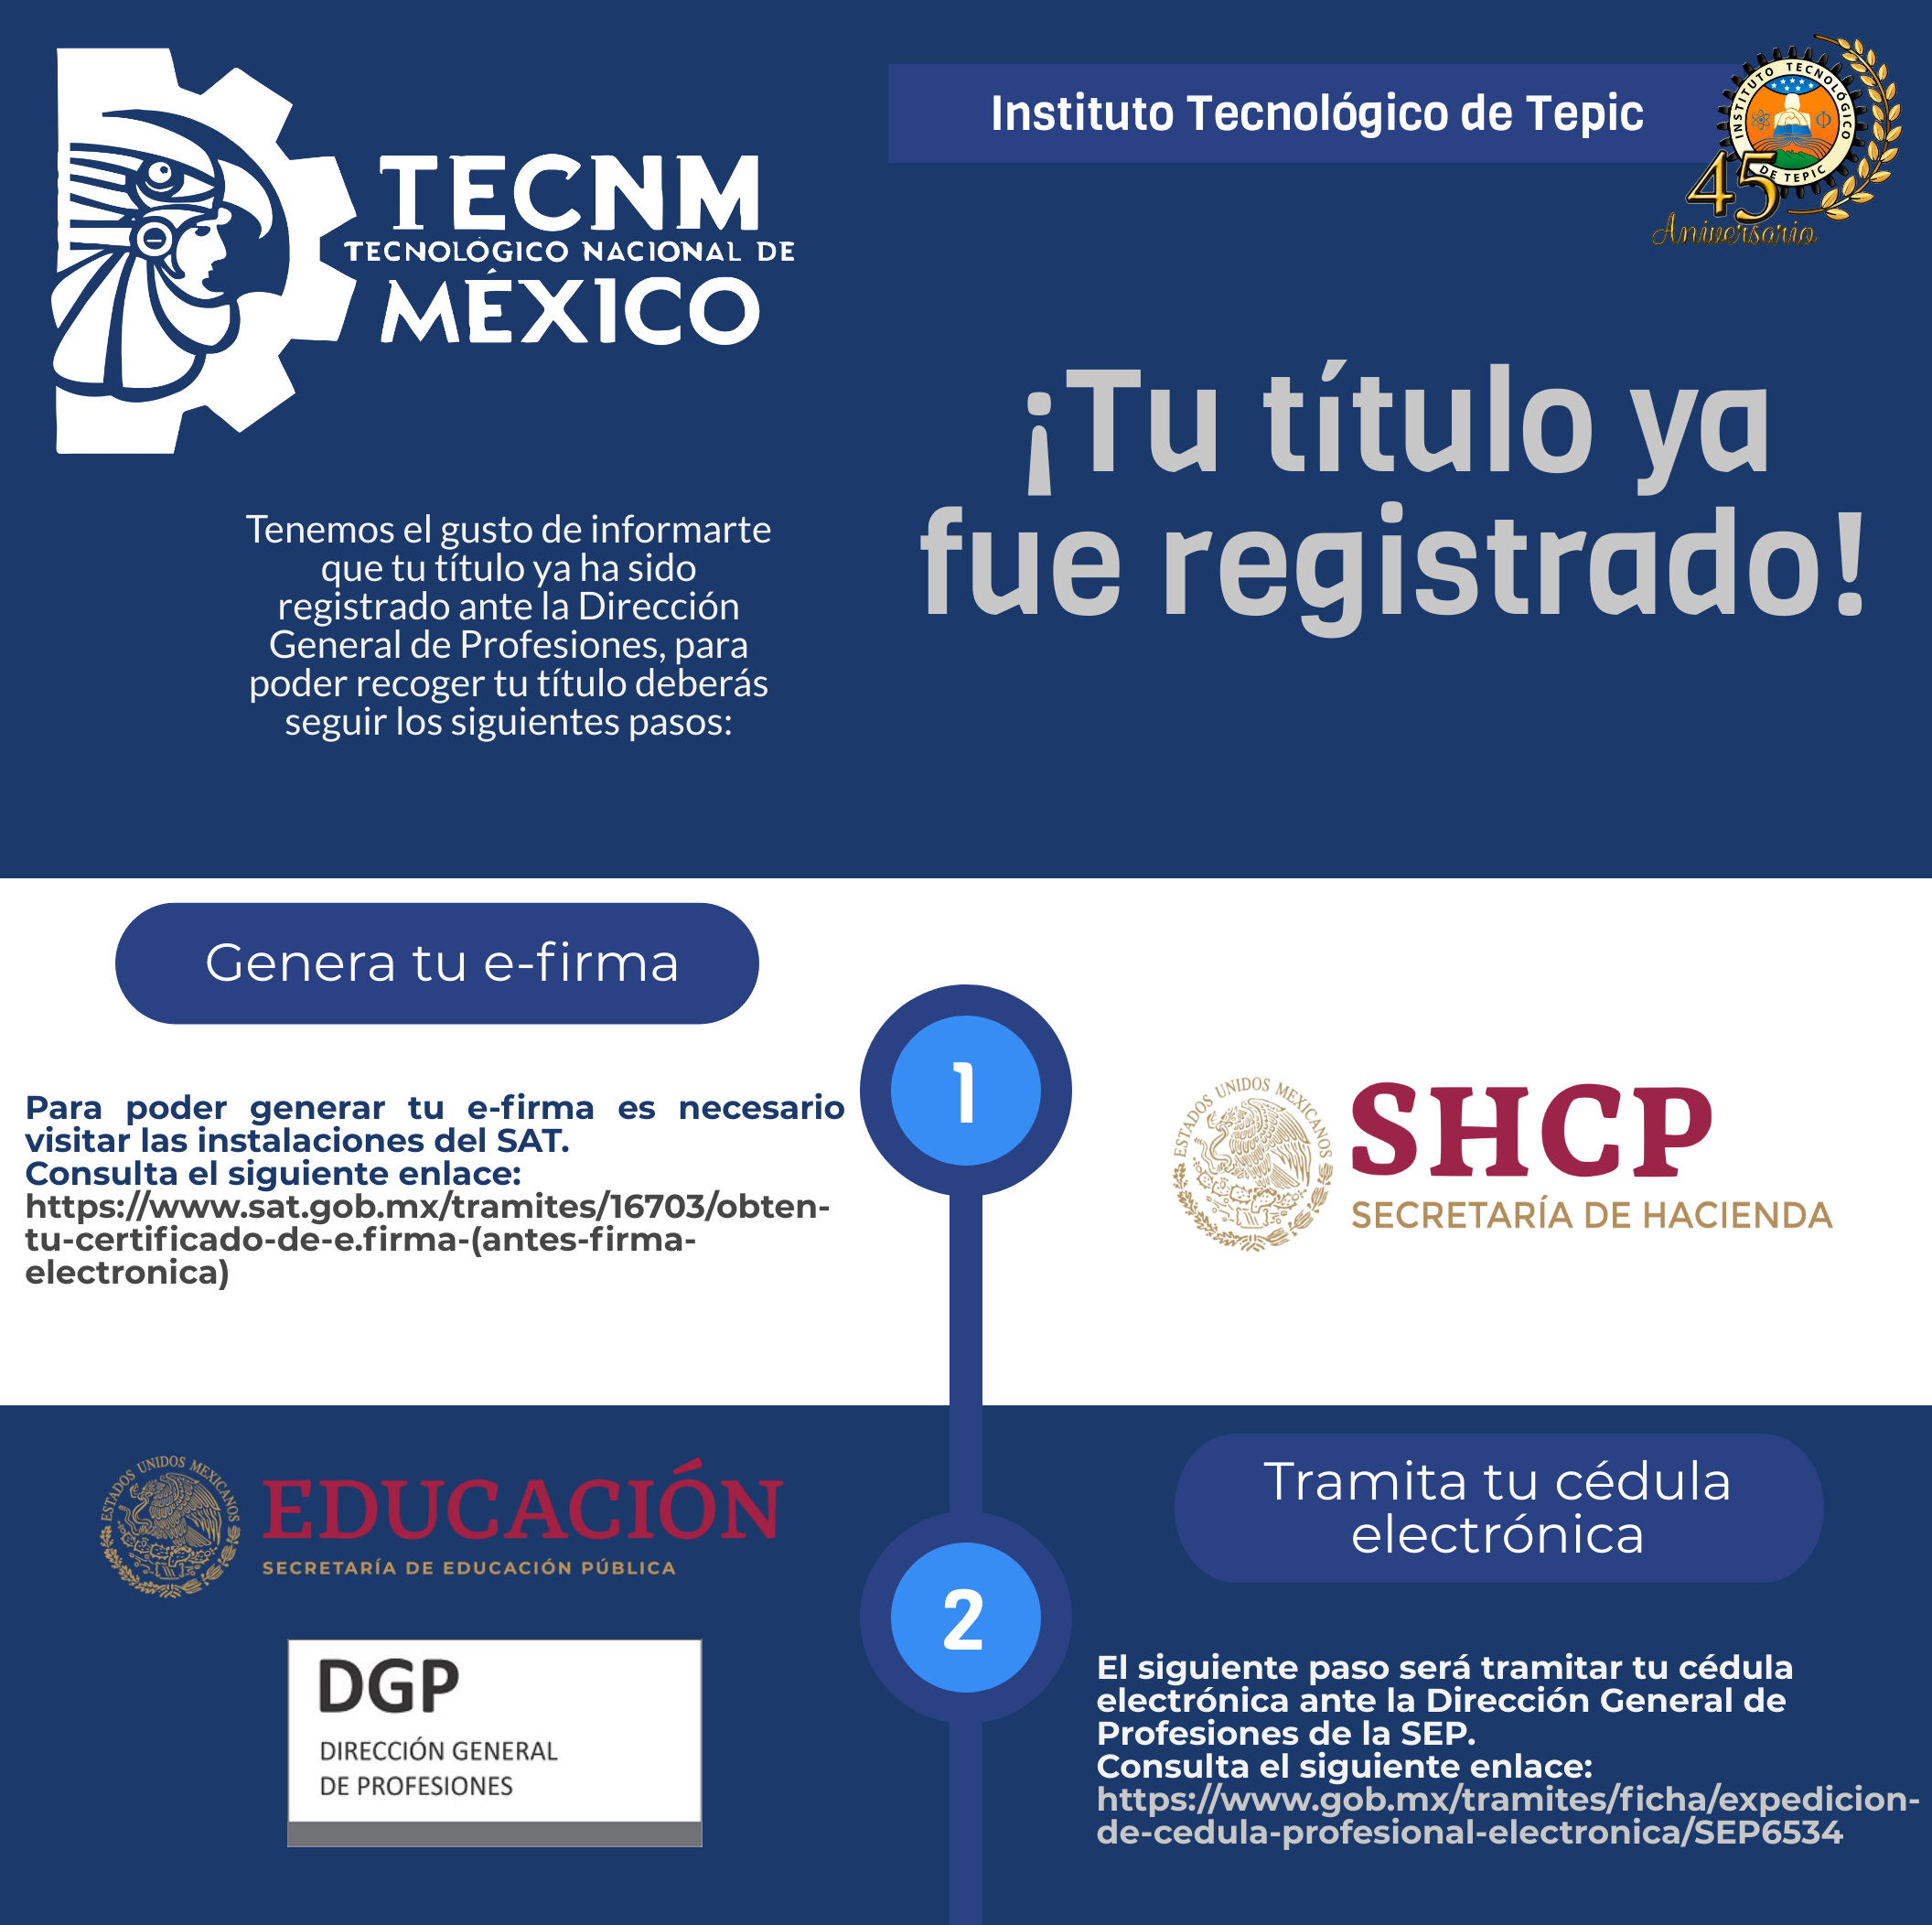 TECNM
TECNOLÓGICO NACIONAL DE
MÉXICO
Instituto Tecnológico de Tepic
INSTITUTO TECNOLÓGICO
DE TEPIC
45
Aniversario
¡Tu título ya
fue registrado!
Tenemos el gusto de informarte
que tu título ya ha sido
registrado ante la Dirección
General de Profesiones, para
poder recoger tu título deberás
seguir los siguientes pasos:
Genera tu e-firma
1
Para poder generar tu e-firma es necesario
visitar las instalaciones del SAT.
Consulta el siguiente enlace:
https://www.sat.gob.mx/tramites/16703/obten-
tu-certificado-de-e.firma-(antes-firma-
electronica)
ESTADOS UNIDOS MEXICANOS
SHCP
SECRETARÍA DE HACIENDA
ESTADOS UNIDOS MEXICANOS
EDUCACIÓN
SECRETARÍA DE EDUCACIÓN PÚBLICA
DGP
DIRECCIÓN GENERAL
DE PROFESIONES
2
Tramita tu cédula
electrónica
El siguiente paso será tramitar tu cédula
electrónica ante la Dirección General de
Profesiones de la SEP.
Consulta el siguiente enlace:
https://www.gob.mx/tramites/ficha/expedicion-
de-cedula-profesional-electronica/SEP6534